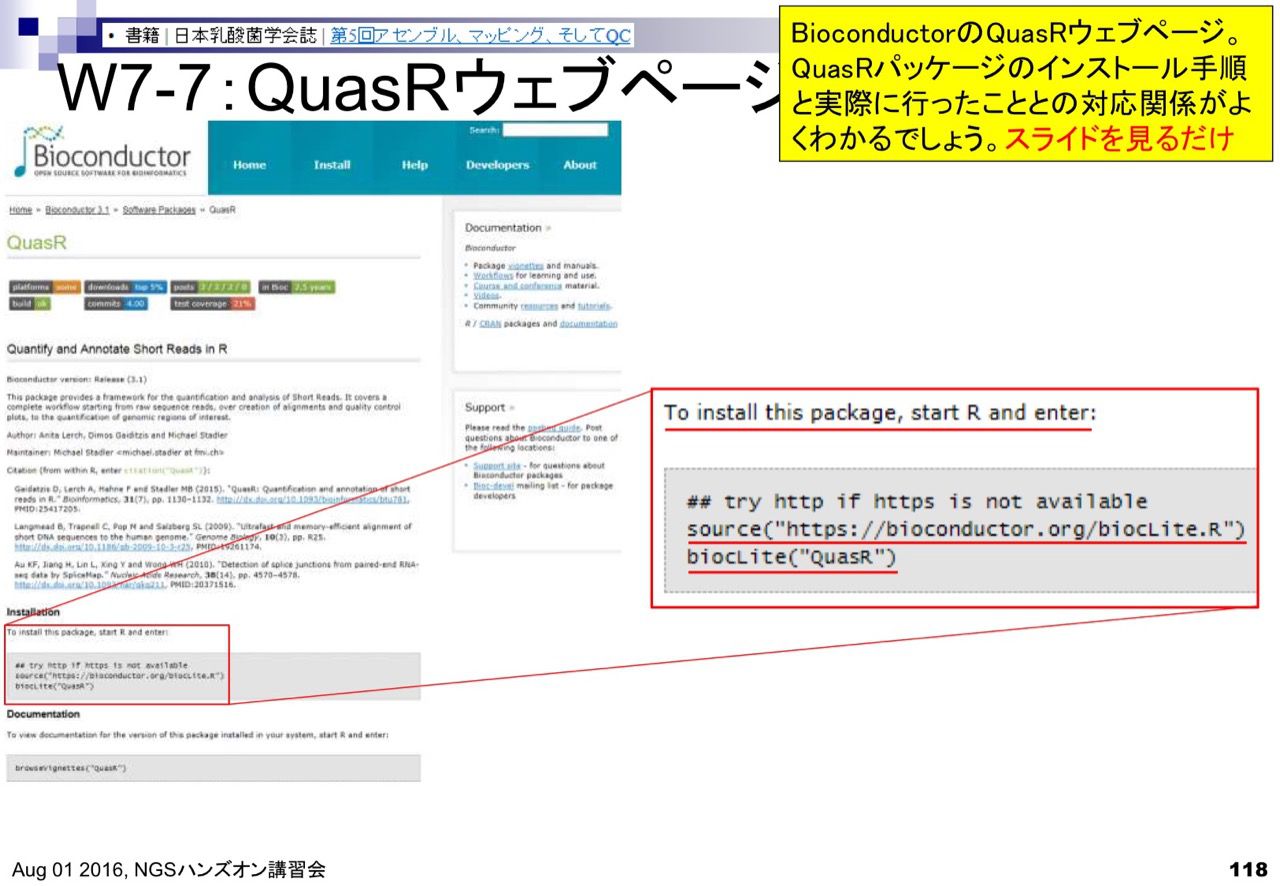 • 書籍 | 日本乳酸菌学会誌 | 第5回アセンブル、マッピング、そしてQC
W7-7：QuasRウェブページ
BioconductorのQuasRウェブページ。
QuasRパッケージのインストール手順
と実際に行ったこととの対応関係がよ
くわかるでしょう。スライドを見るだけ
Bioconductor
OPEN SOURCE SOFTWARE FOR BIOINFORMATICS
Search:
Home Install Help Developers About
Home » Bioconductor 3.1 » Software Packages » QuasR
QuasR
platforms some downloads top 5% posts 2 / 2 / 2 / 0 in Bioc 2.5 years
build ok commits 4.00 test coverage 21%
Quantify and Annotate Short Reads in R
Bioconductor version: Release (3.1)
This package provides a framework for the quantification and analysis of Short Reads. It covers a
complete workflow starting from raw sequence reads, over creation of alignments and quality control
plots, to the quantification of genomic regions of interest.
Author: Anita Lerch, Dimos Gaiditzis and Michael Stadler
Maintainer: Michael Stadler <michael.stadler at fmi.ch>
Citation (from within R, enter citation("QuasR")):
Gaidatzis D, Lerch A, Hahne F and Stadler MB (2015). "QuasR: Quantification and annotation of short
reads in R." Bioinformatics, 31(7), pp. 1130–1132. http://dx.doi.org/10.1093/bioinformatics/btu781,
PMID:25417205.
Langmead B, Trapnell C, Pop M and Salzberg SL (2009). "Ultrafast and memory-efficient alignment of
short DNA sequences to the human genome." Genome Biology, 10(3), pp. R25.
http://dx.doi.org/10.1186/gb-2009-10-3-r25, PMID:19261174.
Au KF, Jiang H, Lin L, Xing Y and Wong WH (2010). "Detection of splice junctions from paired-end RNA-
seq data by SpliceMap." Nucleic Acids Research, 38(14), pp. 4570–4578.
http://dx.doi.org/10.1093/nar/gkq211, PMID:20371516.
Installation
To install this package, start R and enter:
## try http if https is not available
source("https://bioconductor.org/biocLite.R")
biocLite("QuasR")
Documentation
To view documentation for the version of this package installed in your system, start R and enter:
browseVignettes("QuasR")
Documentation »
Bioconductor
• Package vignettes and manuals.
• Workflows for learning and use.
• Course and conference material.
• Videos.
• Community resources and tutorials.
R / CRAN packages and documentation
Support »
Please read the posting guide. Post
questions about Bioconductor to one of
the following locations:
• Support site - for questions about
Bioconductor packages
• Bioc-devel mailing list - for package
developers
To install this package, start R and enter:
## try http if https is not available
source("https://bioconductor.org/biocLite.R")
biocLite("QuasR")
Aug 01 2016, NGSハンズオン講習会
118